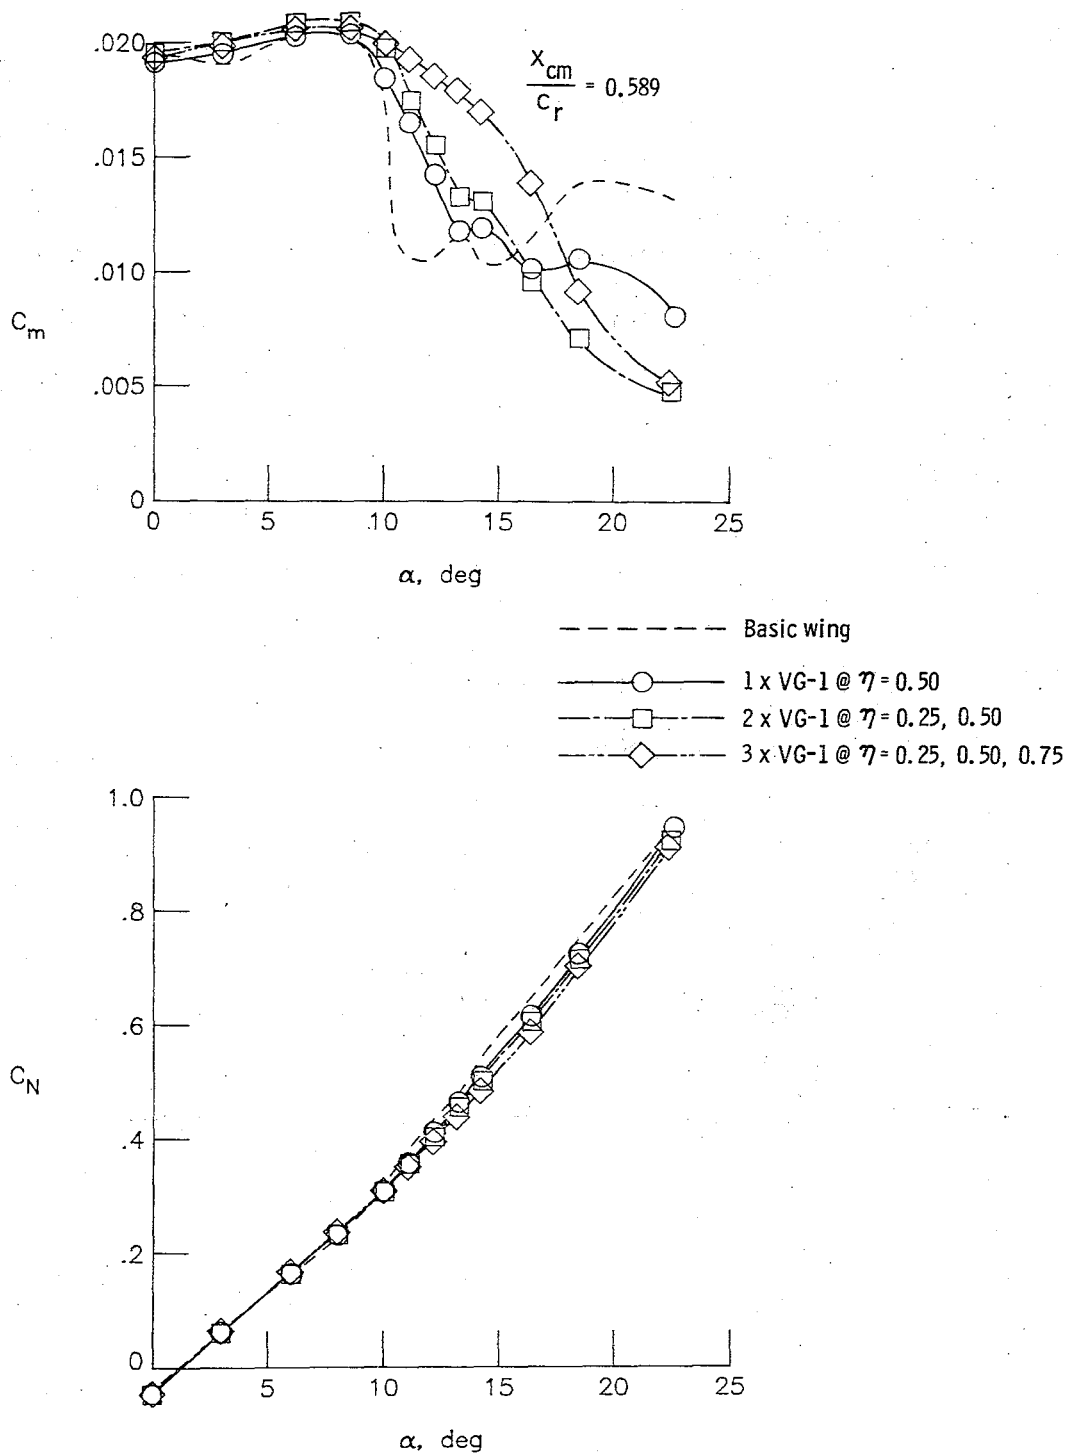 .020
.015
.010
.005
0
C_m
X_cm / C_r = 0.589
0 5 10 15 20 25
α, deg
Basic wing
1 x VG-1 @ η = 0.50
2 x VG-1 @ η = 0.25, 0.50
3 x VG-1 @ η = 0.25, 0.50, 0.75
1.0
.8
.6
.4
.2
0
C_N
5 10 15 20 25
α, deg